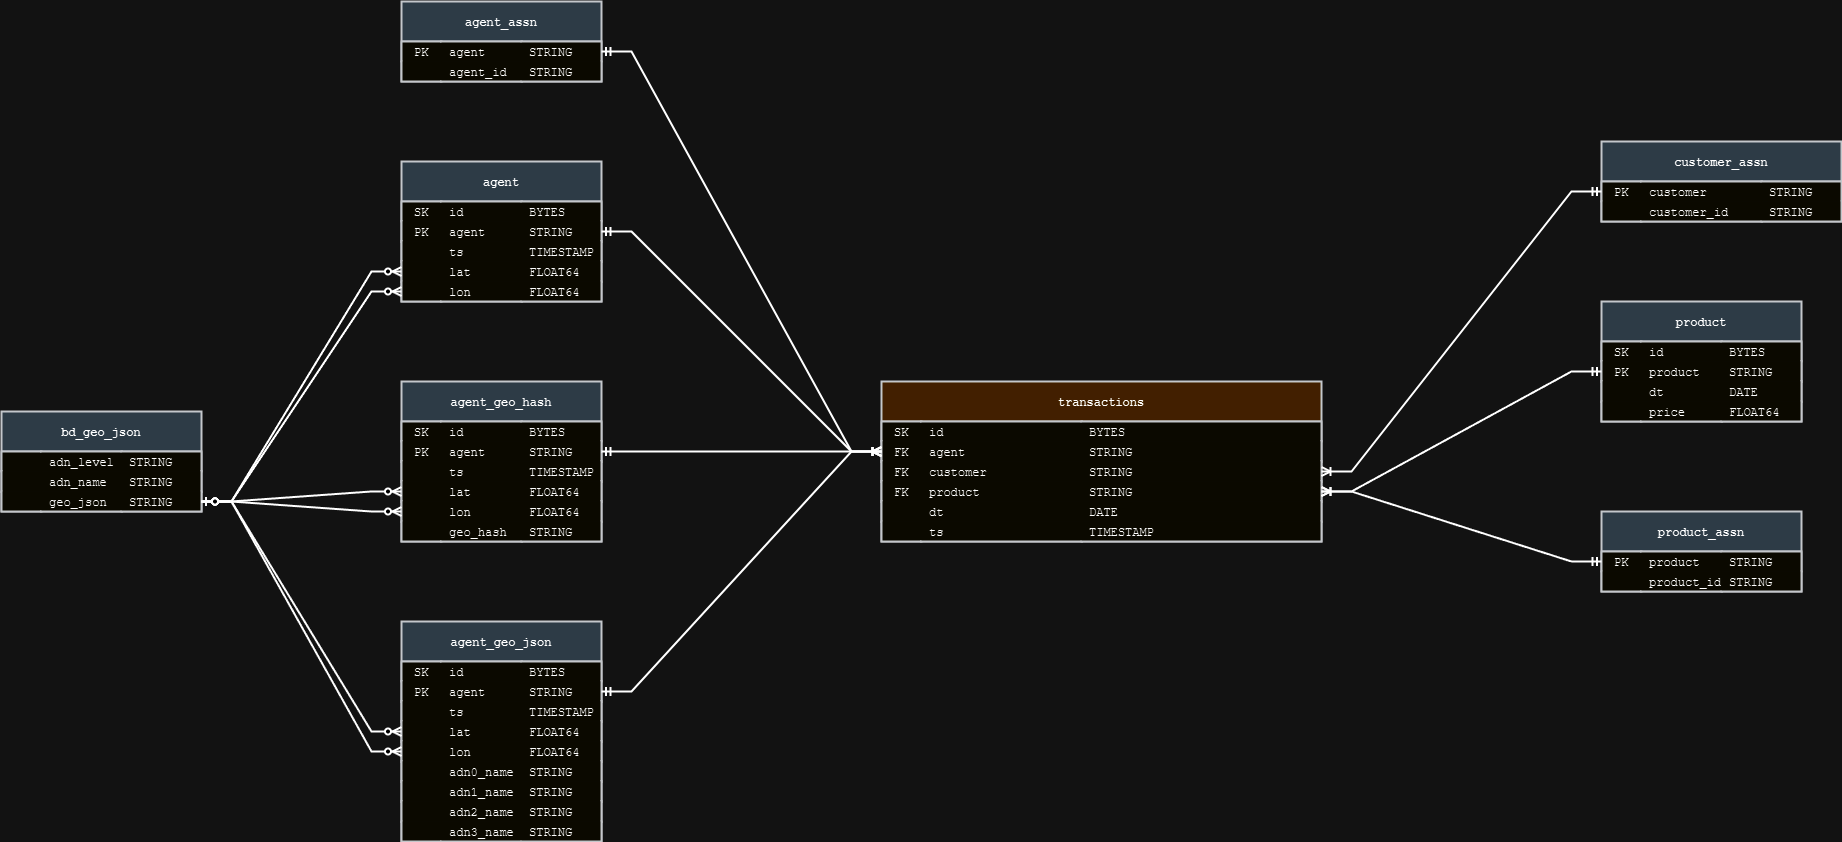 agent_assn
PK agent STRING
agent_id STRING
agent
SK id BYTES
PK agent STRING
ts TIMESTAMP
lat FLOAT64
lon FLOAT64
bd_geo_json
adn_level STRING
adn_name STRING
geo_json STRING
agent_geo_hash
SK id BYTES
PK agent STRING
ts TIMESTAMP
lat FLOAT64
lon FLOAT64
geo_hash STRING
agent_geo_json
SK id BYTES
PK agent STRING
ts TIMESTAMP
lat FLOAT64
lon FLOAT64
adn0_name STRING
adn1_name STRING
adn2_name STRING
adn3_name STRING
transactions
SK id BYTES
FK agent STRING
FK customer STRING
FK product STRING
dt DATE
ts TIMESTAMP
customer_assn
PK customer STRING
customer_id STRING
product
SK id BYTES
PK product STRING
dt DATE
price FLOAT64
product_assn
PK product STRING
product_id STRING